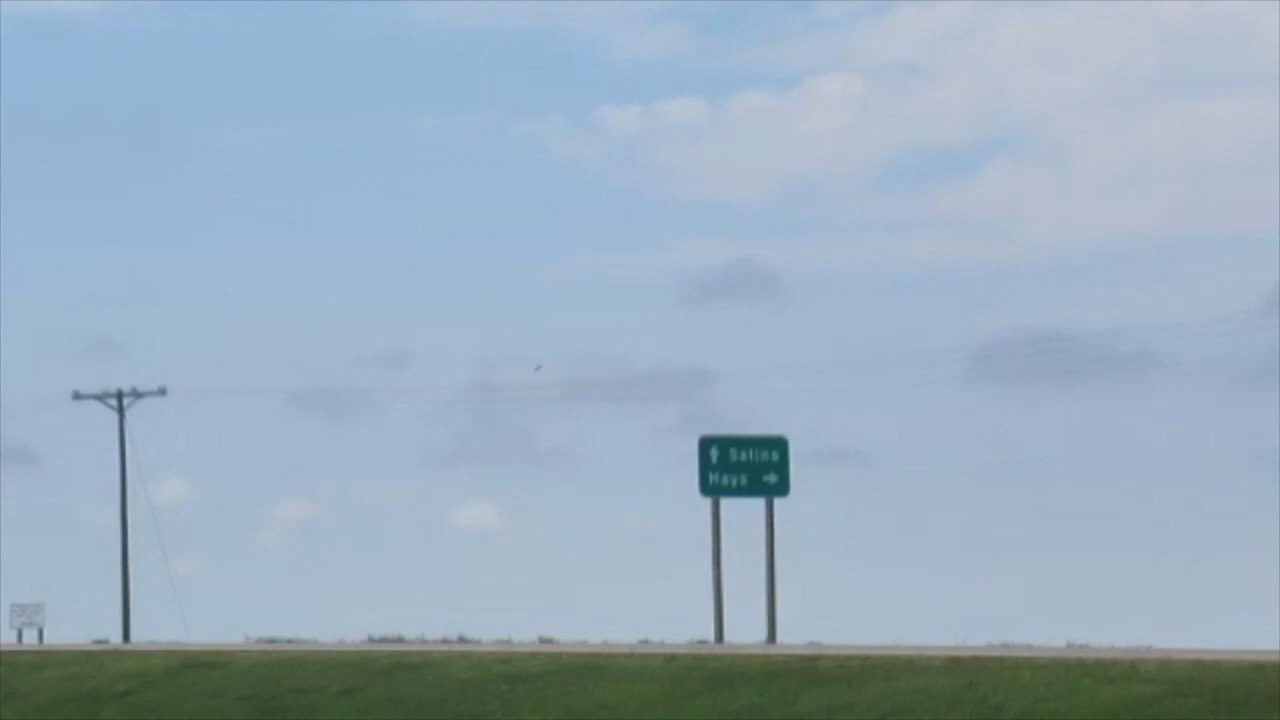 ↑ Salina
Hays →